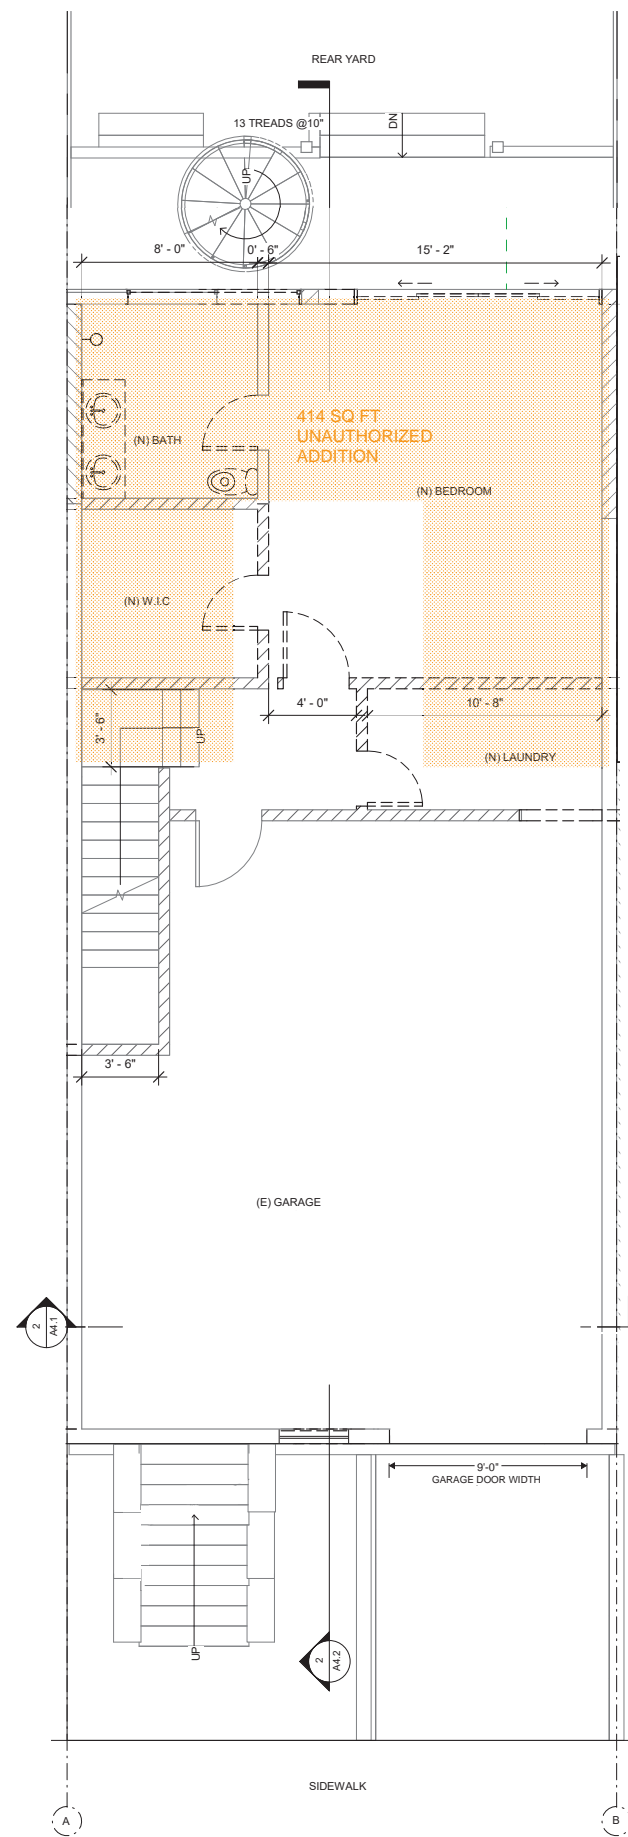 REAR YARD
13 TREADS @10"
DN
UP
8' - 0"
0' - 6"
15' - 2"
414 SQ FT
UNAUTHORIZED
ADDITION
(N) BATH
(N) BEDROOM
(N) W.I.C
4' - 0"
10' - 8"
3' - 6"
UP
(N) LAUNDRY
3' - 6"
(E) GARAGE
2
A4.1
9'-0"
GARAGE DOOR WIDTH
UP
2
A4.2
SIDEWALK
A
B